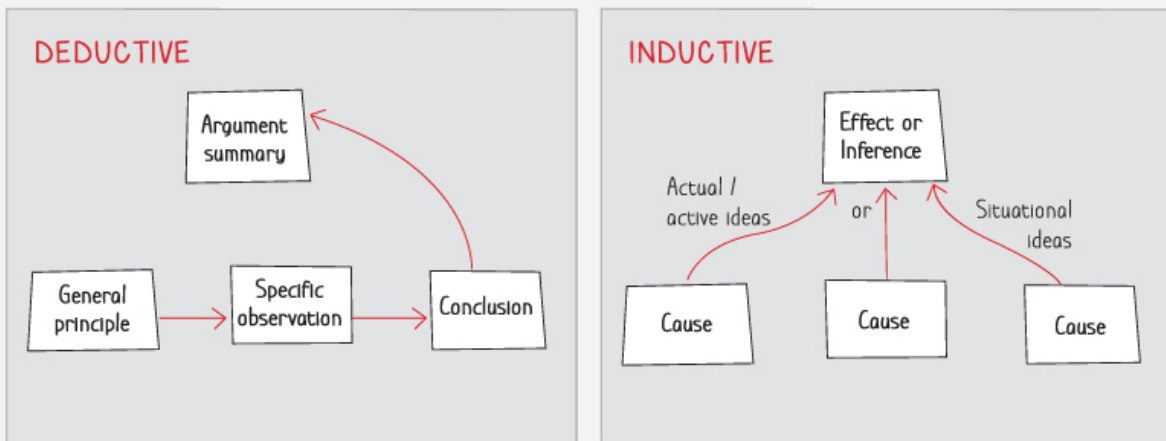 DEDUCTIVE
Argument
summary
General
principle
Specific
observation
Conclusion
INDUCTIVE
Effect or
Inference
Actual /
active ideas
or
Situational
ideas
Cause
Cause
Cause